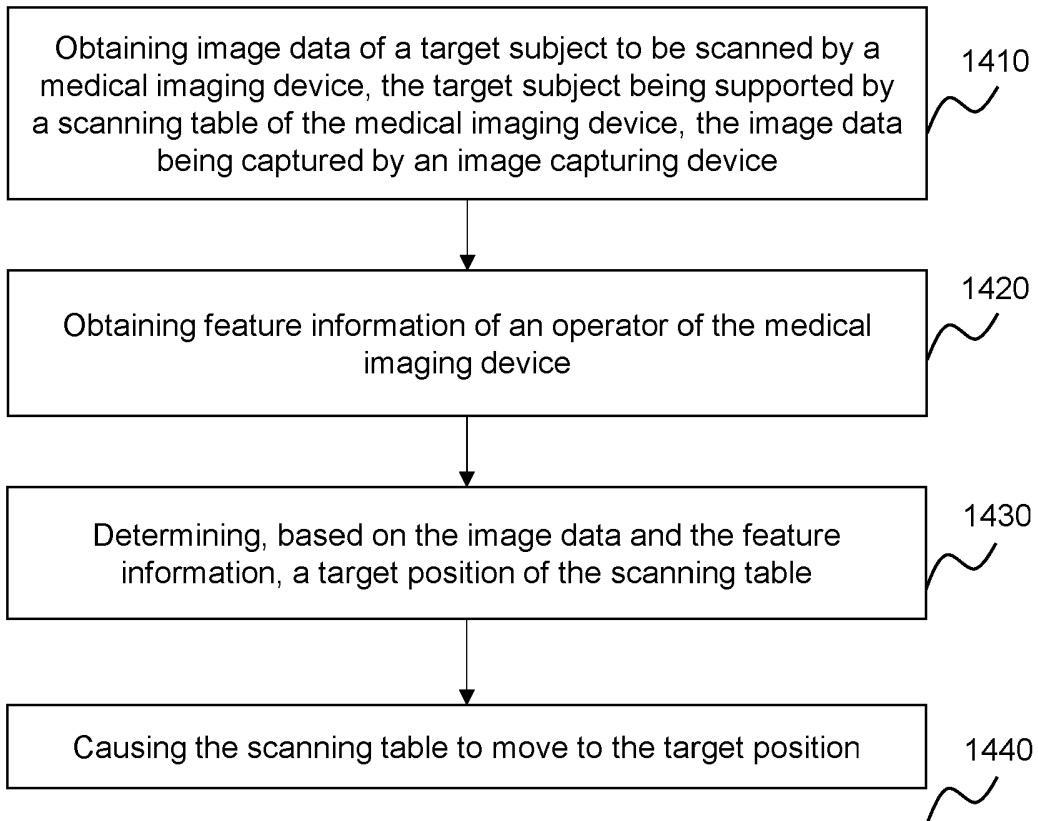 Obtaining image data of a target subject to be scanned by a
medical imaging device, the target subject being supported by
a scanning table of the medical imaging device, the image data
being captured by an image capturing device
1410
Obtaining feature information of an operator of the medical
imaging device
1420
Determining, based on the image data and the feature
information, a target position of the scanning table
1430
Causing the scanning table to move to the target position
1440